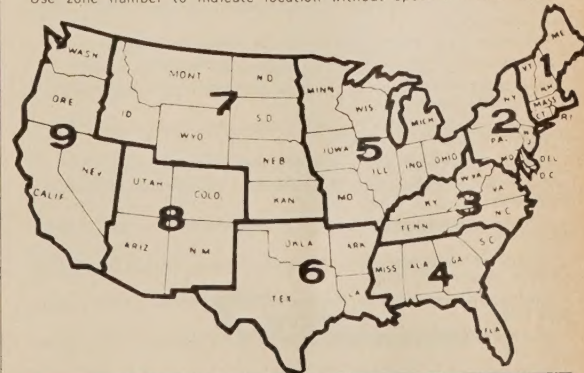 Use zone number to indicate location without
WASH
MONT
N.D.
MINN
ME
VT
1
NH
ORE
ID
7
S.D.
WIS
MICH
NY
MASS
CT
RI
9
WYO
2
PA.
NEB
IOWA
5
ILL
IND
OHIO
DEL
D.C.
NEV
UTAH
COLO.
KAN
MO
W.VA
VA
CALIF
8
KY
3
TENN
N.C.
ARIZ
N.M.
OKLA
ARK
S.C.
6
MISS
ALA
GA
4
TEX
LA
FLA